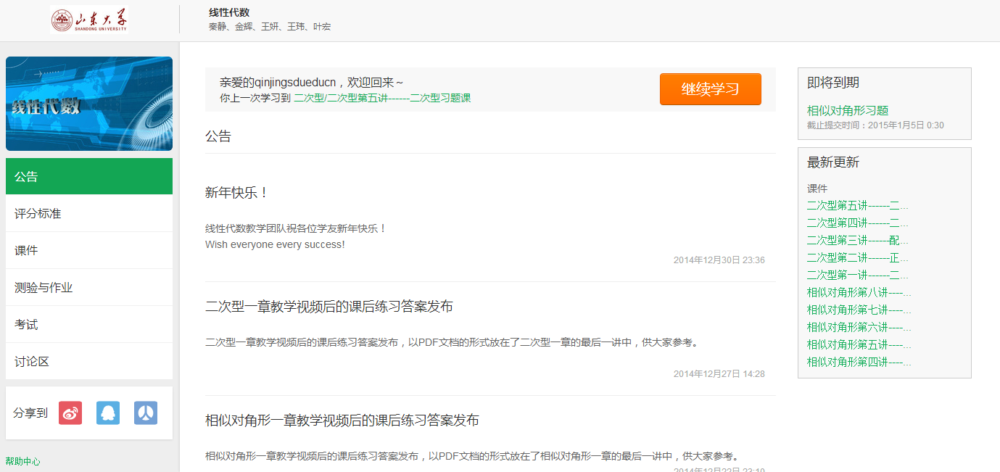 山东大学
SHANDONG UNIVERSITY
线性代数
秦静、金辉、王妍、王玮、叶宏
线性代数
公告
评分标准
课件
测验与作业
考试
讨论区
分享到
帮助中心
亲爱的qinjingsdueducn，欢迎回来～
你上一次学习到 二次型/二次型第五讲------二次型习题课
继续学习
公告
新年快乐！
线性代数教学团队祝各位学友新年快乐！
Wish everyone every success!
2014年12月30日 23:36
二次型一章教学视频后的课后练习答案发布
二次型一章教学视频后的课后练习答案发布，以PDF文档的形式放在了二次型一章的最后一讲中，供大家参考。
2014年12月27日 14:28
相似对角形一章教学视频后的课后练习答案发布
相似对角形一章教学视频后的课后练习答案发布，以PDF文档的形式放在了相似对角形一章的最后一讲中，供大家参考。
2014年12月22日 23:10
即将到期
相似对角形习题
截止提交时间：2015年1月5日 0:30
最新更新
课件
二次型第五讲------二...
二次型第四讲------二...
二次型第三讲------配...
二次型第二讲------正...
二次型第一讲------二...
相似对角形第八讲----...
相似对角形第七讲----...
相似对角形第六讲----...
相似对角形第五讲----...
相似对角形第四讲----...